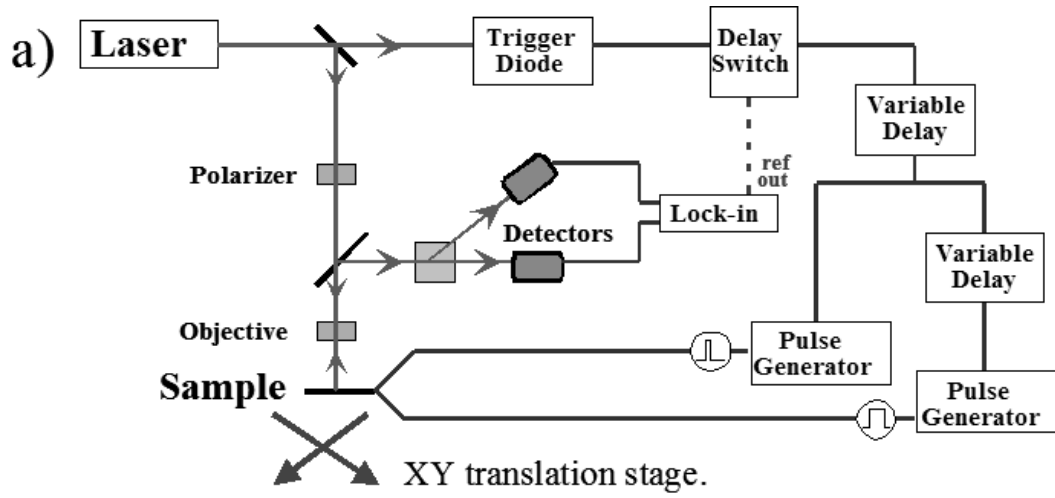 a)
Laser
Trigger
Diode
Delay
Switch
Variable
Delay
Polarizer
ref
out
Lock-in
Detectors
Variable
Delay
Objective
Pulse
Generator
Sample
Pulse
Generator
XY translation stage.